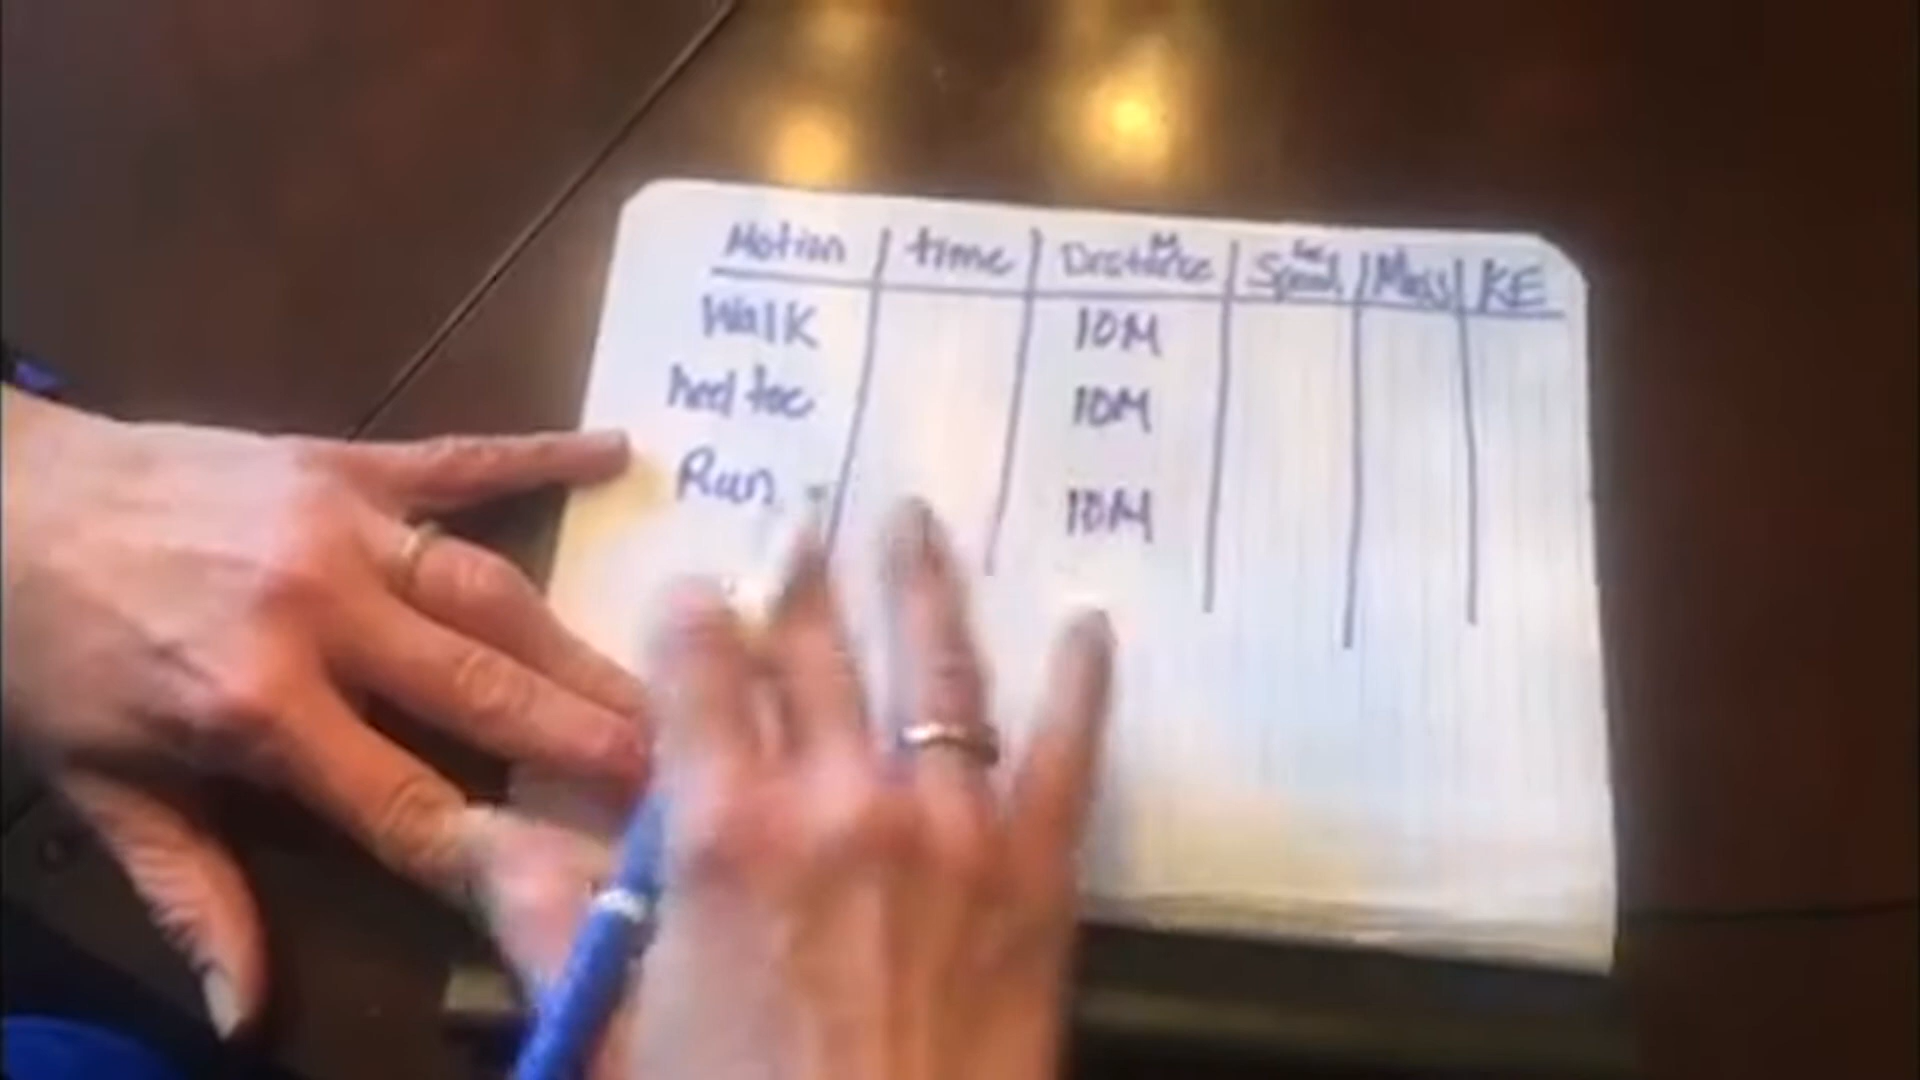 Motion time Distance Speed Mass KE
Walk 10M
heel toe 10M
Run 10M